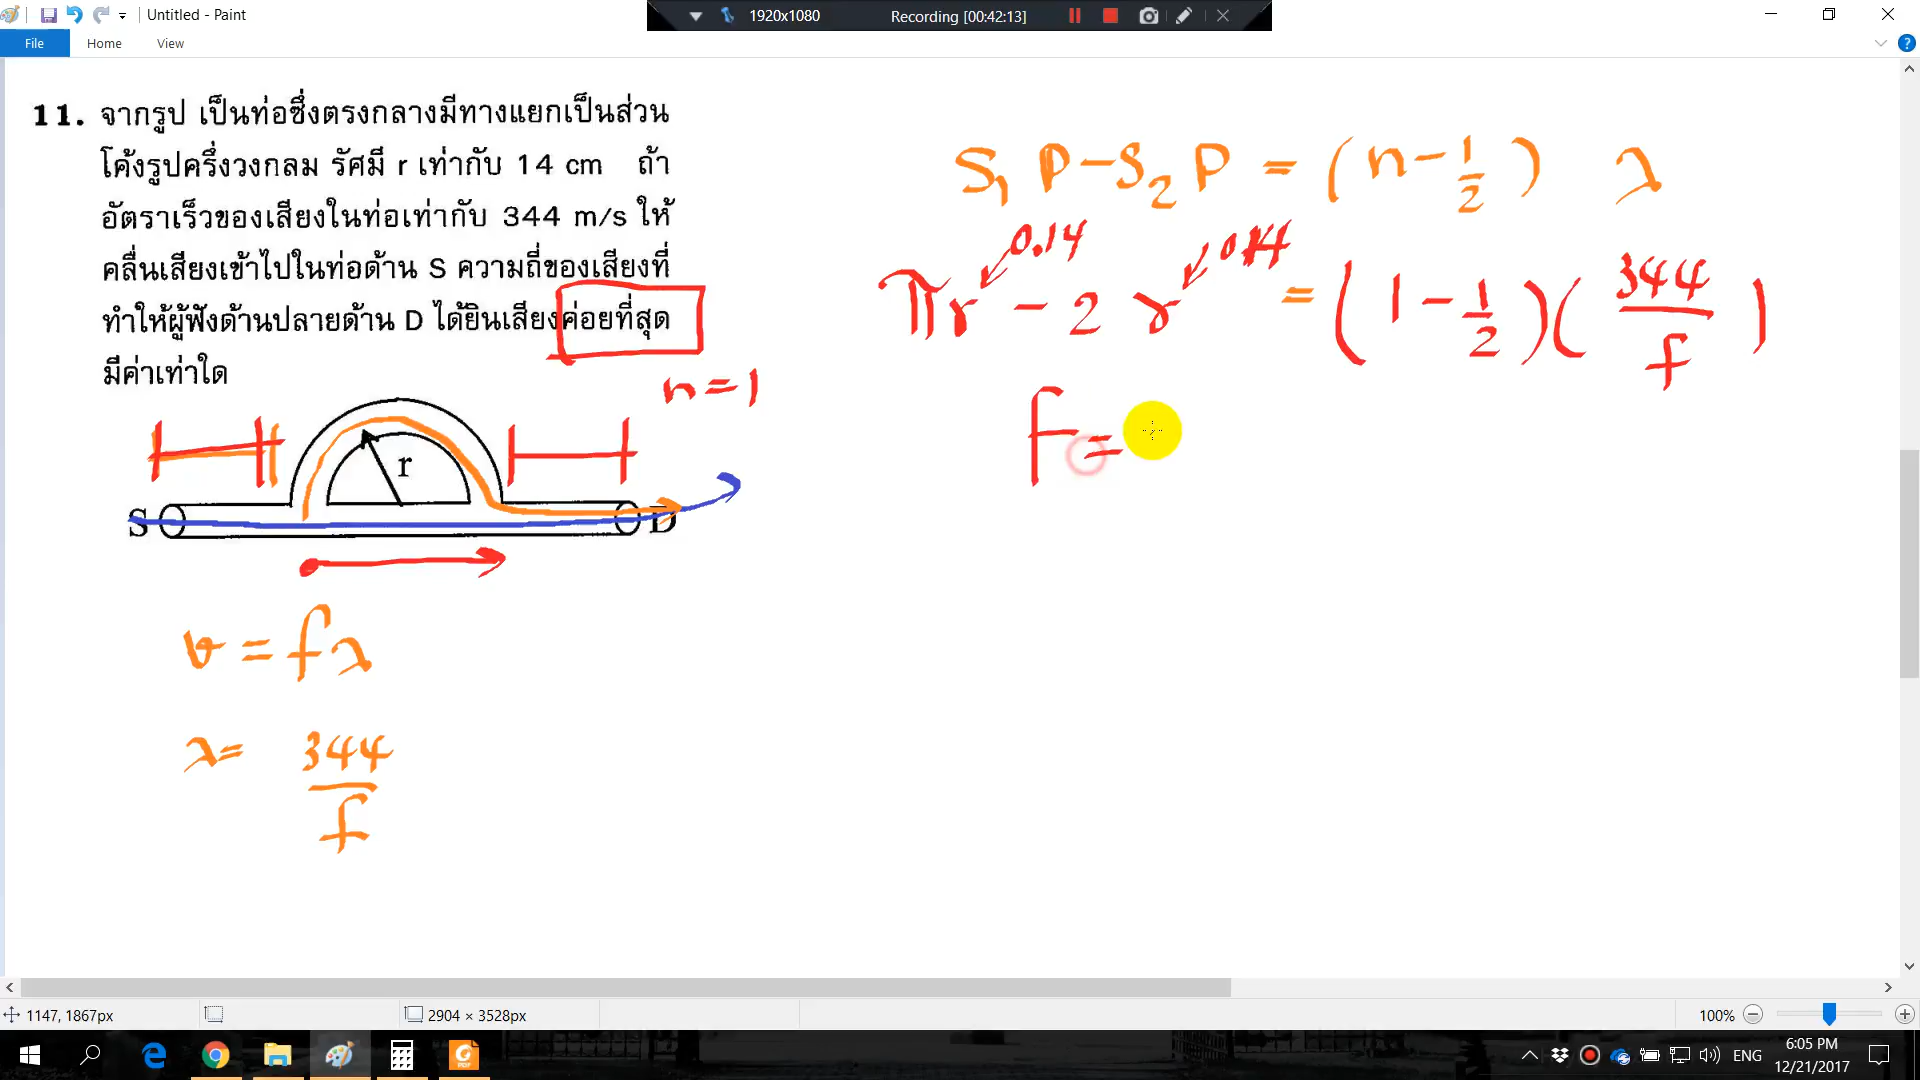 Untitled - Paint
1920x1080
Recording [00:42:13]
File Home View
11. จากรูป เป็นท่อซึ่งตรงกลางมีทางแยกเป็นส่วน
โค้งรูปครึ่งวงกลม รัศมี r เท่ากับ 14 cm ถ้า
อัตราเร็วของเสียงในท่อเท่ากับ 344 m/s ให้
คลื่นเสียงเข้าไปในท่อด้าน S ความถี่ของเสียงที่
ทำให้ผู้ฟังด้านปลายด้าน D ได้ยินเสียงค่อยที่สุด
มีค่าเท่าใด
n=1
r
S
D
v = fλ
λ = 344/f
S₁P-S₂P = (n-1/2) λ
0.14 0.14
πr - 2 r = (1-1/2)(344/f)
f =
1147, 1867px
2904 × 3528px
100%
ENG
6:05 PM
12/21/2017